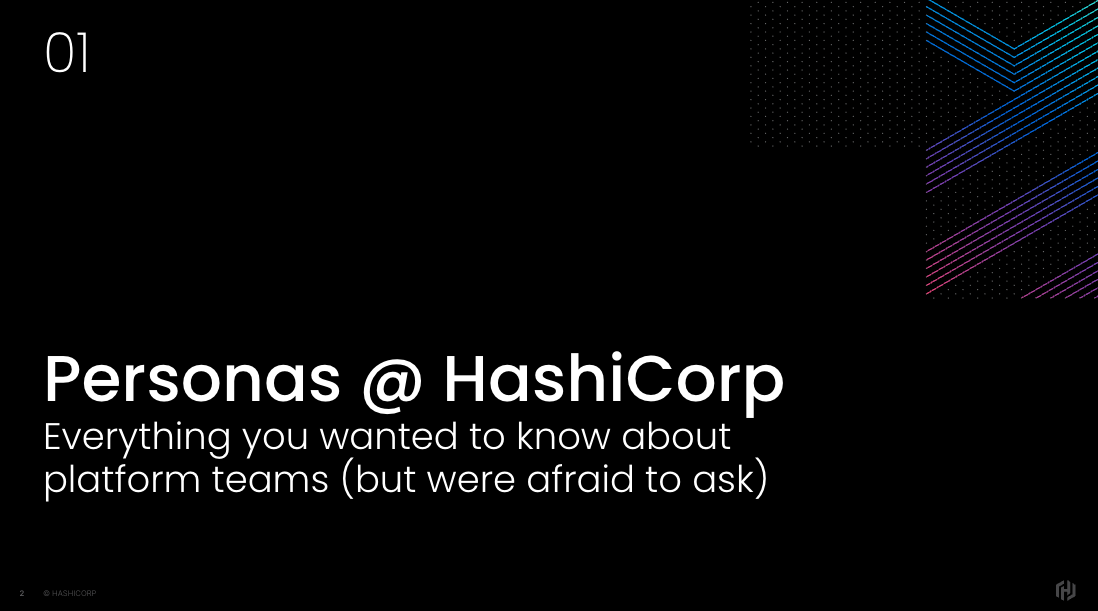 01
Personas @ HashiCorp
Everything you wanted to know about
platform teams (but were afraid to ask)
2 © HASHICORP